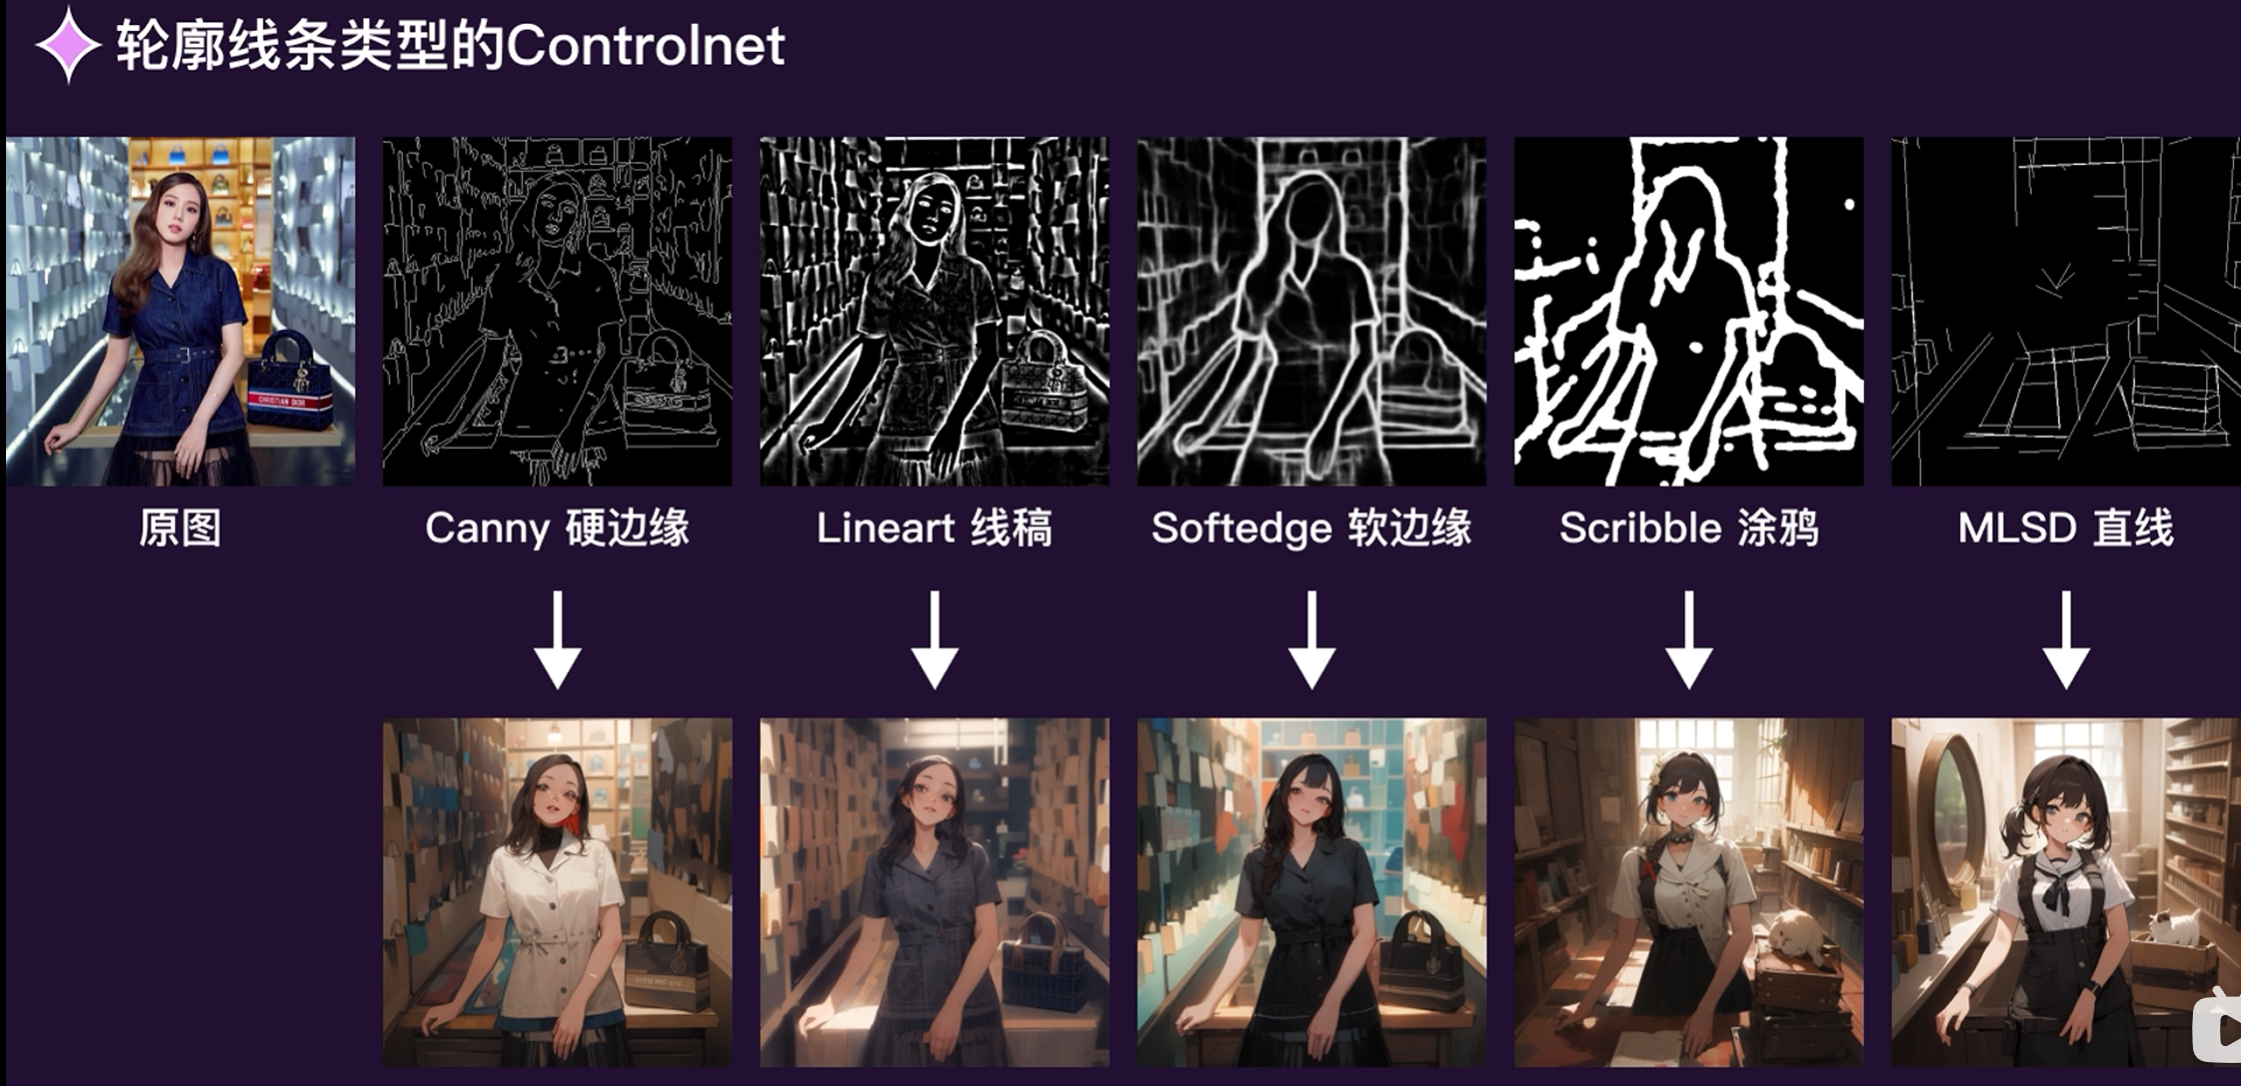 轮廓线条类型的Controlnet
CHRISTIAN DIOR
原图
Canny 硬边缘
Lineart 线稿
Softedge 软边缘
Scribble 涂鸦
MLSD 直线